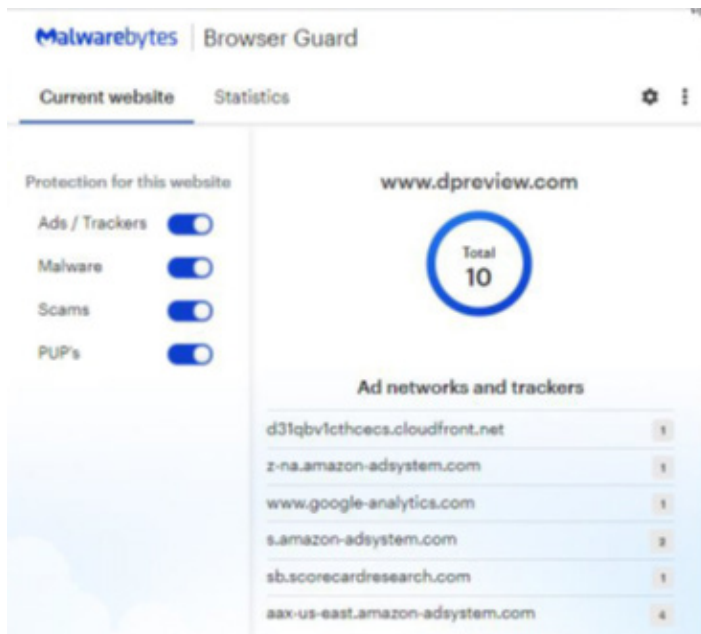 Malwarebytes | Browser Guard
Current website Statistics
Protection for this website
Ads / Trackers
Malware
Scams
PUP's
www.dpreview.com
Total
10
Ad networks and trackers
d31qbv1cthcecs.cloudfront.net 1
z-na.amazon-adsystem.com 1
www.google-analytics.com 1
s.amazon-adsystem.com 2
sb.scorecardresearch.com 1
aax-us-east.amazon-adsystem.com 4